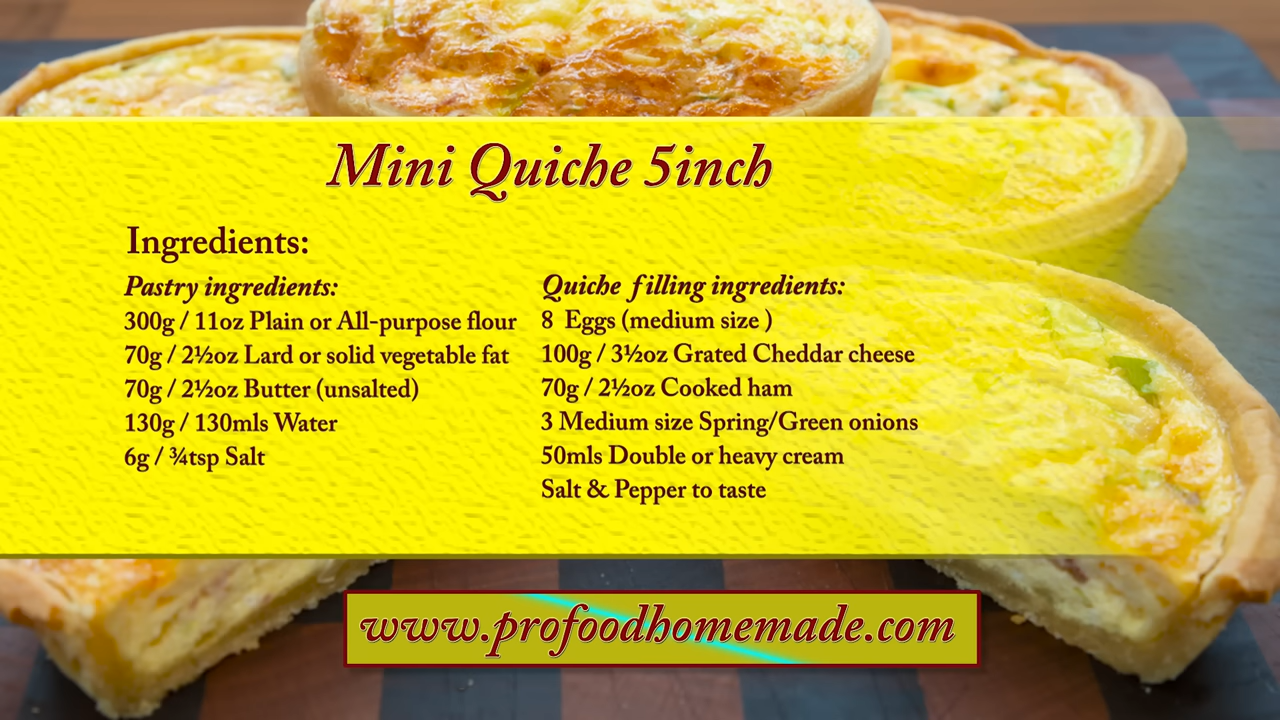 Mini Quiche 5inch
Ingredients:
Pastry ingredients:
300g / 11oz Plain or All-purpose flour
70g / 2½oz Lard or solid vegetable fat
70g / 2½oz Butter (unsalted)
130g / 130mls Water
6g / ¾tsp Salt
Quiche filling ingredients:
8 Eggs (medium size )
100g / 3½oz Grated Cheddar cheese
70g / 2½oz Cooked ham
3 Medium size Spring/Green onions
50mls Double or heavy cream
Salt & Pepper to taste
www.profoodhomemade.com